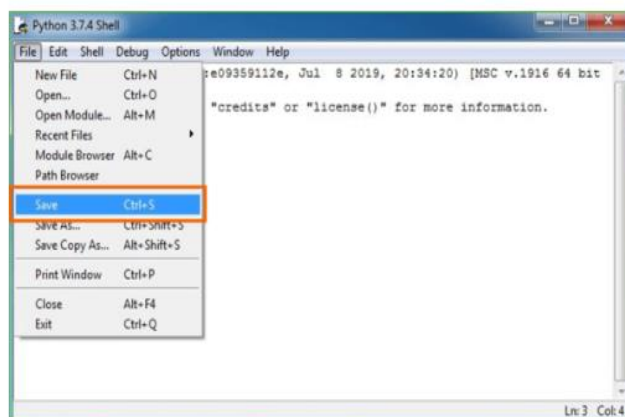 Python 3.7.4 Shell
File Edit Shell Debug Options Window Help
:e09359112e, Jul 8 2019, 20:34:20) [MSC v.1916 64 bit
"credits" or "license()" for more information.
New File Ctrl+N
Open... Ctrl+O
Open Module... Alt+M
Recent Files
Module Browser Alt+C
Path Browser
Save Ctrl+S
Save As... Ctrl+Shift+S
Save Copy As... Alt+Shift+S
Print Window Ctrl+P
Close Alt+F4
Exit Ctrl+Q
Ln: 3 Col: 4